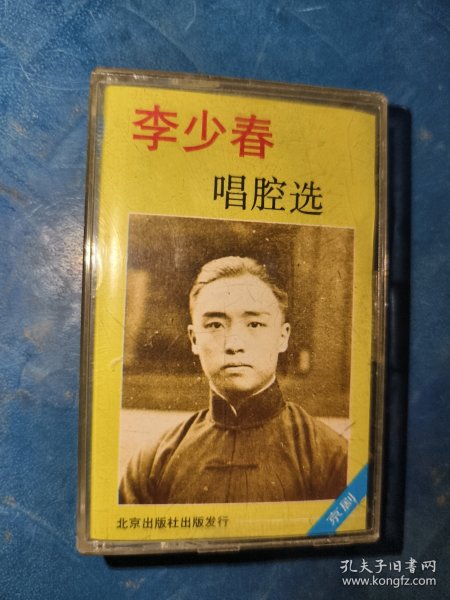 李少春
唱腔选
京剧
北京出版社出版发行
孔夫子旧书网
www.kongfz.com